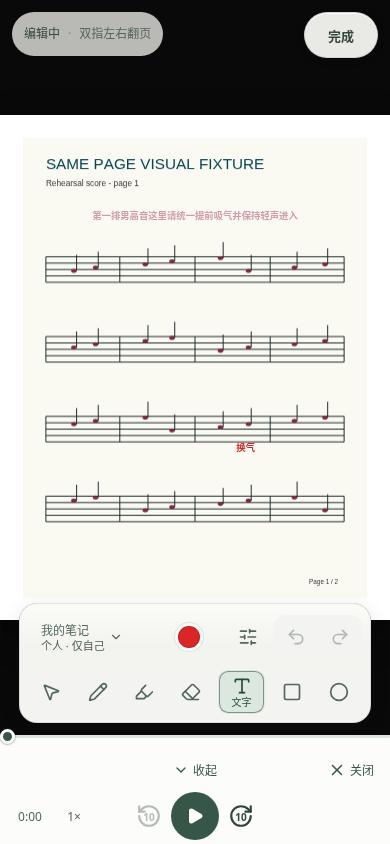 编辑中 · 双指左右翻页
完成
SAME PAGE VISUAL FIXTURE
Rehearsal score - page 1
第一排男高音这里请统一提前吸气并保持轻声进入
换气
Page 1 / 2
我的笔记
个人 · 仅自己
文字
收起
关闭
0:00
1×
10
10